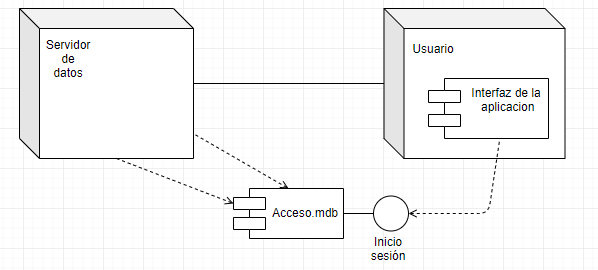 Servidor
de
datos
Usuario
Interfaz de la
aplicacion
Acceso.mdb
Inicio
sesión